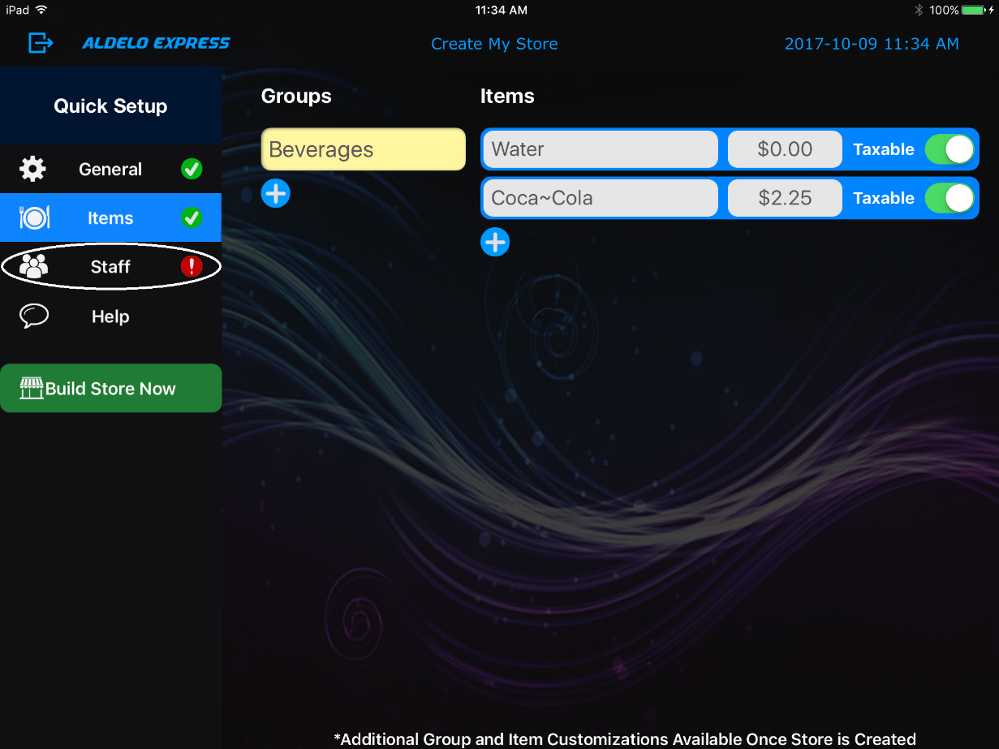 iPad 11:34 AM 100%
ALDELO EXPRESS Create My Store 2017-10-09 11:34 AM
Quick Setup
General
Items
Staff
Help
Build Store Now
Groups
Beverages
Items
Water $0.00 Taxable
Coca~Cola $2.25 Taxable
*Additional Group and Item Customizations Available Once Store is Created